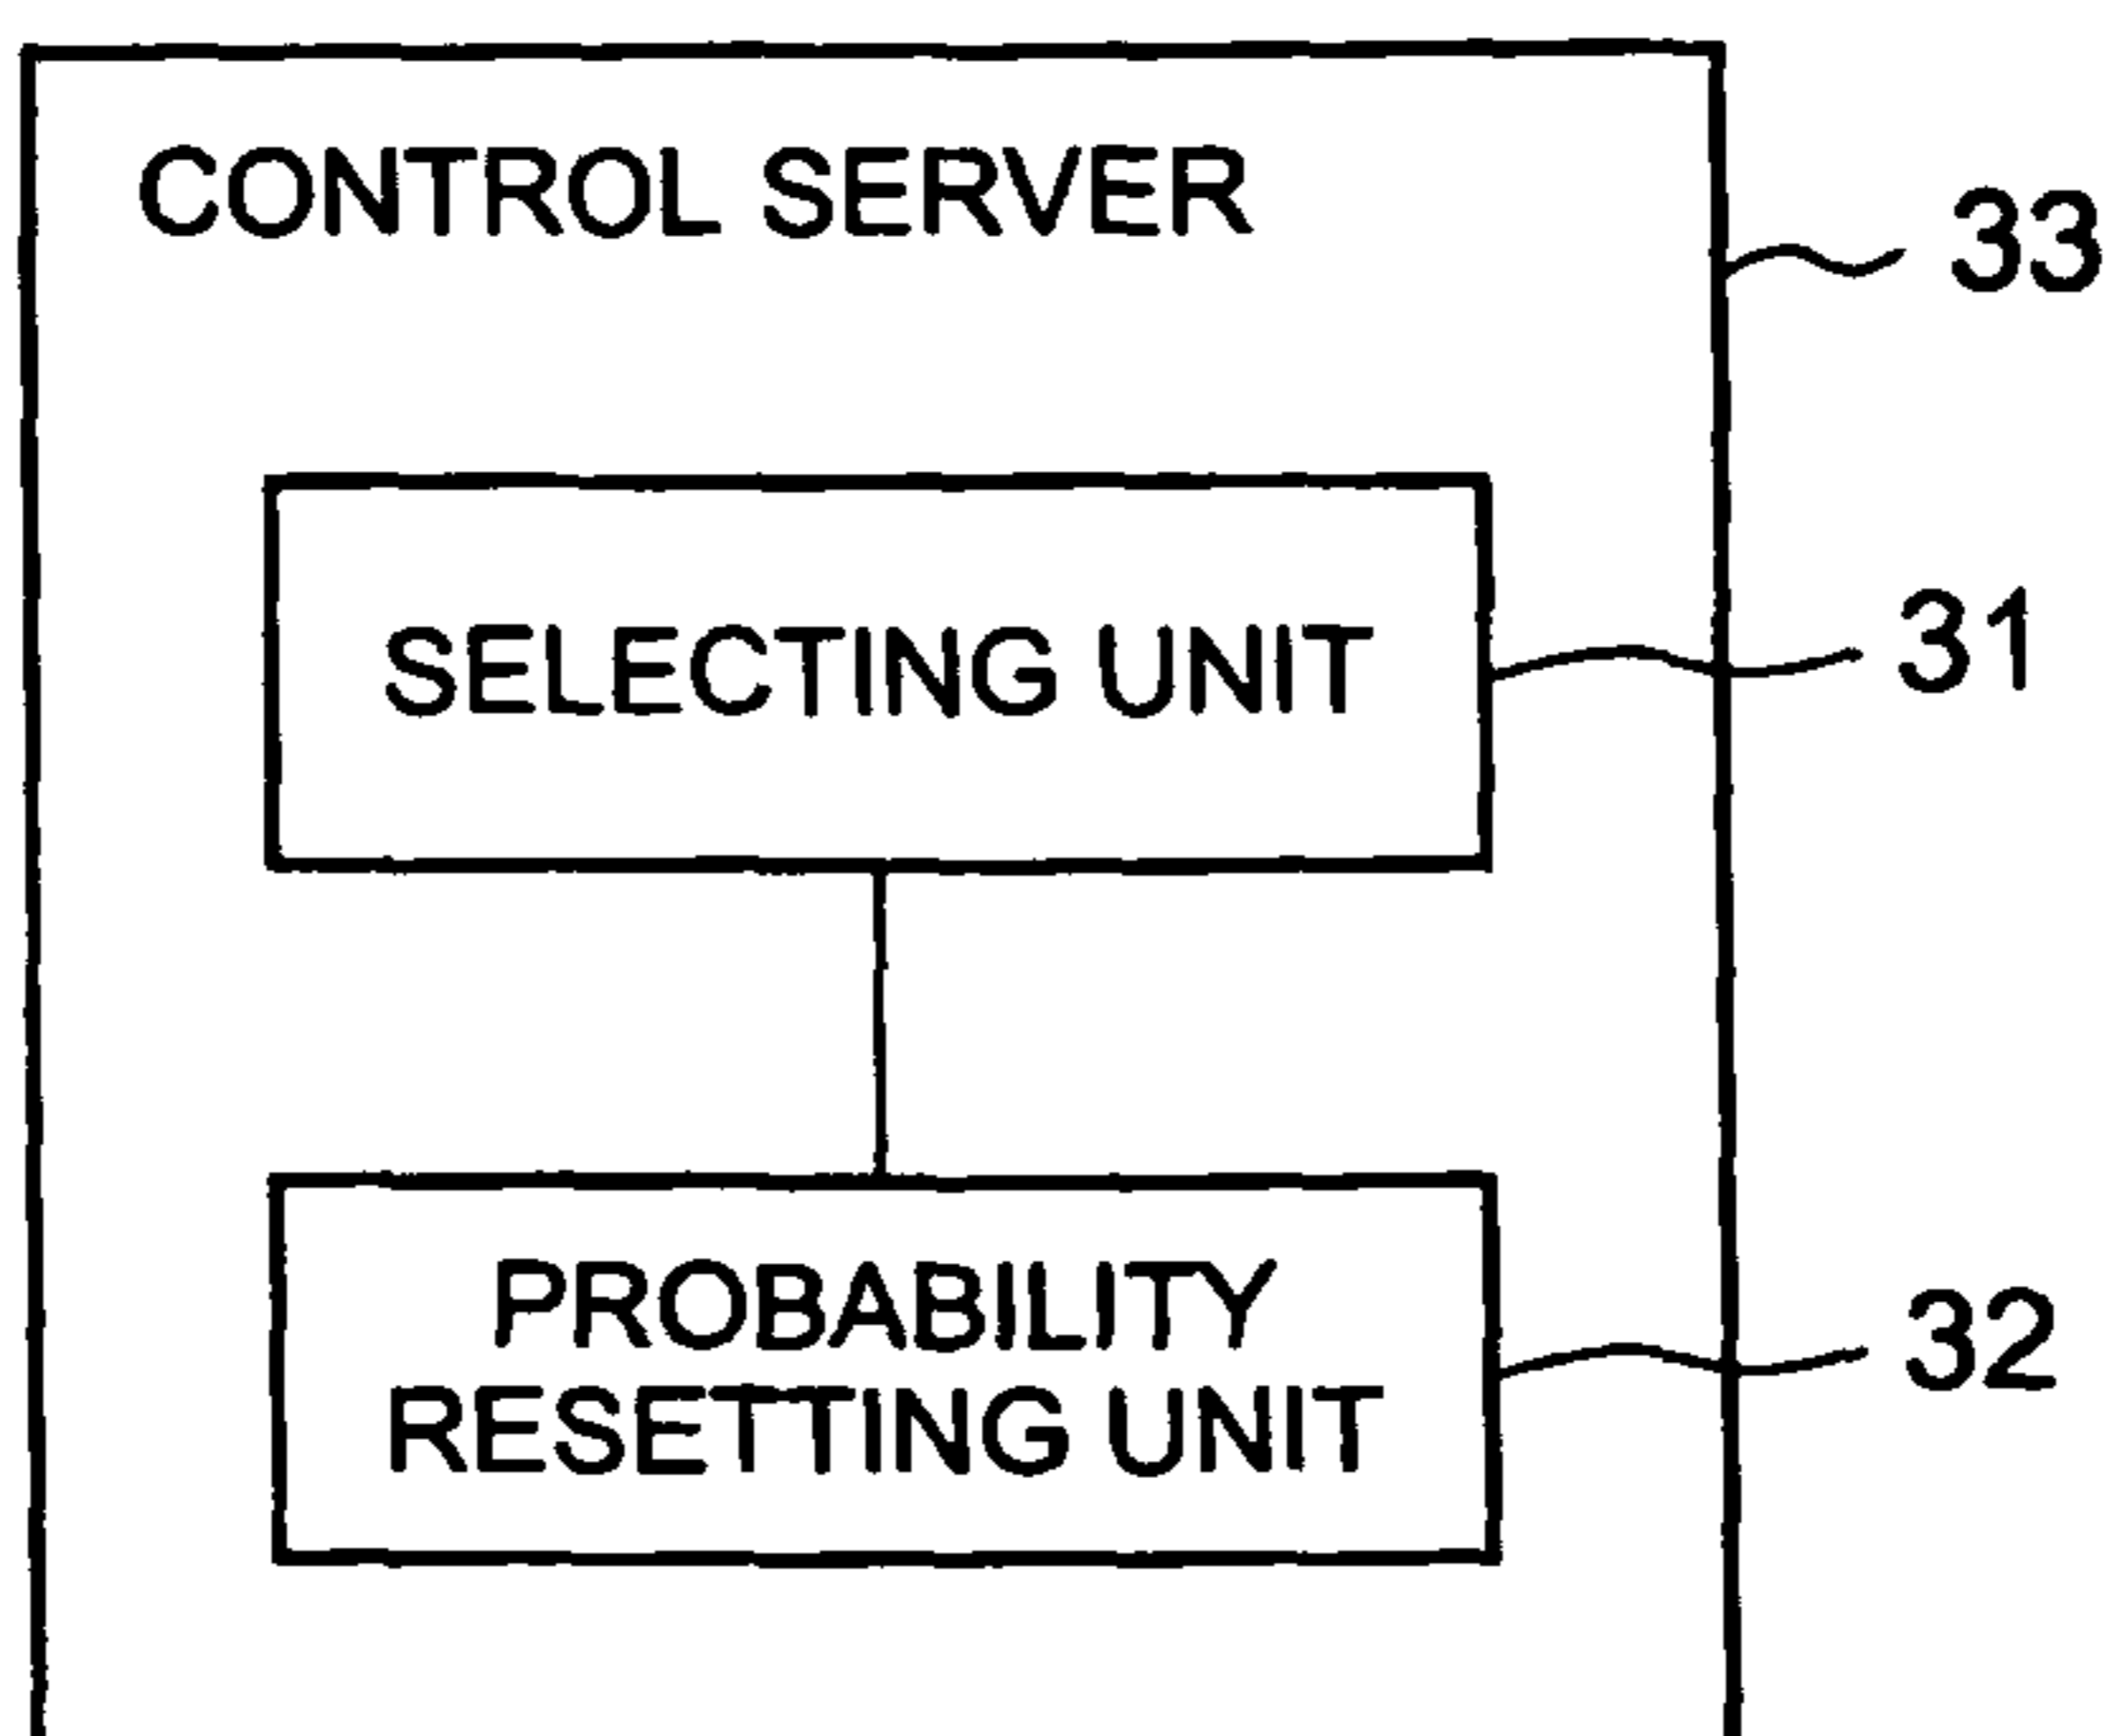 CONTROL SERVER
33
SELECTING UNIT
31
PROBABILITY
RESETTING UNIT
32